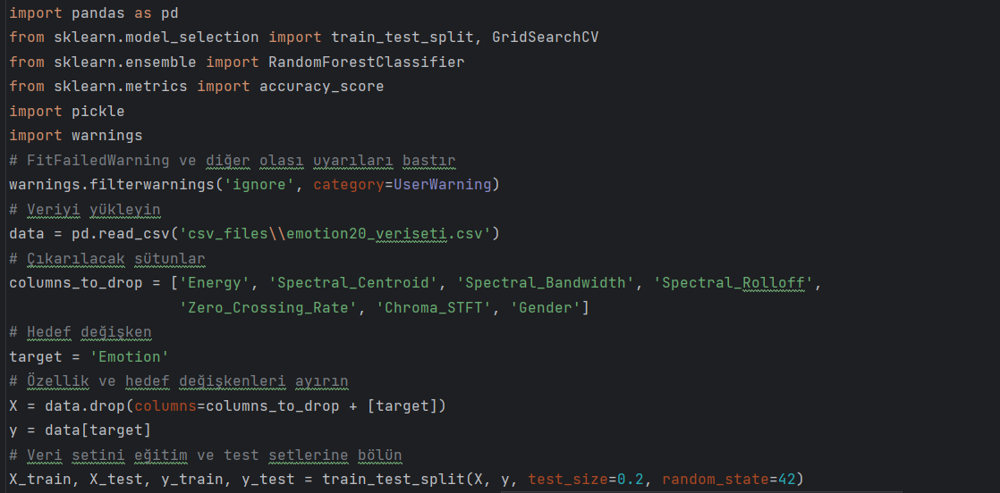 import pandas as pd
from sklearn.model_selection import train_test_split, GridSearchCV
from sklearn.ensemble import RandomForestClassifier
from sklearn.metrics import accuracy_score
import pickle
import warnings
# FitFailedWarning ve diğer olası uyarıları bastır
warnings.filterwarnings('ignore', category=UserWarning)
# Veriyi yükleyin
data = pd.read_csv('csv_files\\emotion20_veriseti.csv')
# Çıkarılacak sütunlar
columns_to_drop = ['Energy', 'Spectral_Centroid', 'Spectral_Bandwidth', 'Spectral_Rolloff',
                   'Zero_Crossing_Rate', 'Chroma_STFT', 'Gender']
# Hedef değişken
target = 'Emotion'
# Özellik ve hedef değişkenleri ayırın
X = data.drop(columns=columns_to_drop + [target])
y = data[target]
# Veri setini eğitim ve test setlerine bölün
X_train, X_test, y_train, y_test = train_test_split(X, y, test_size=0.2, random_state=42)